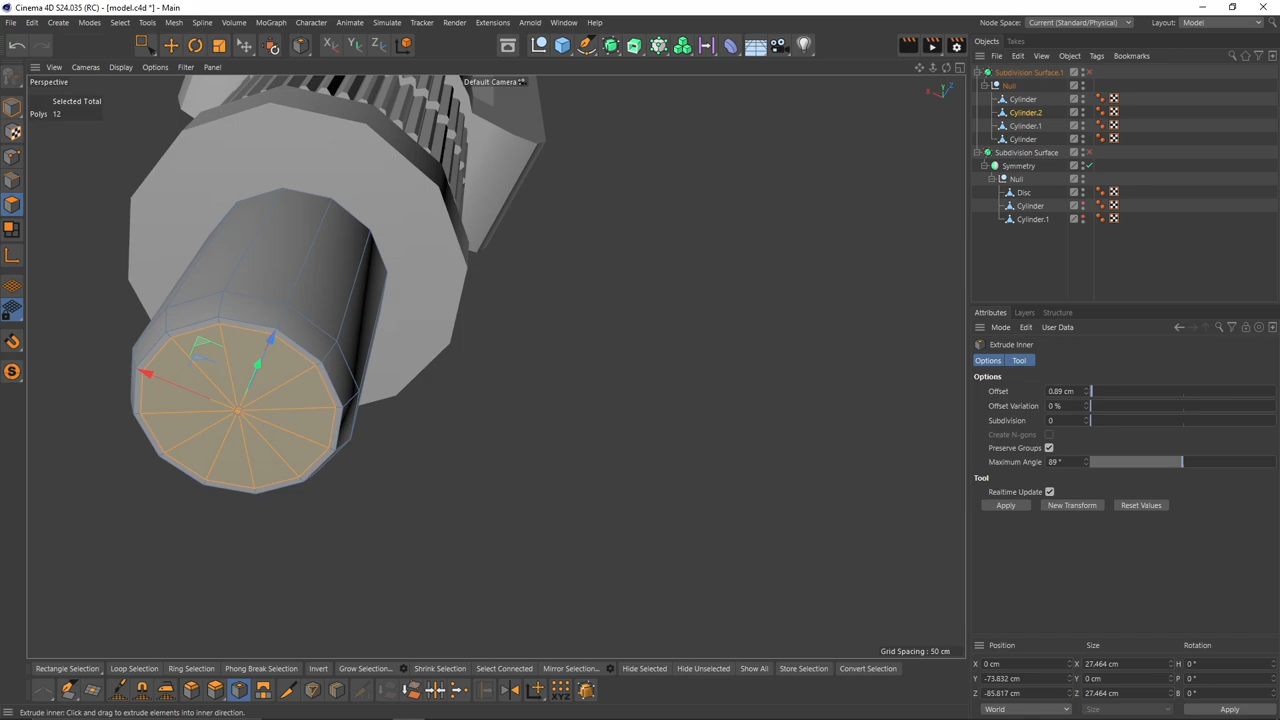 Cinema 4D S24.035 (RC) - [model.c4d *] - Main
File Edit Create Modes Select Tools Mesh Spline Volume MoGraph Character Animate Simulate Tracker Render Extensions Arnold Window Help
Node Space: Current (Standard/Physical) Layout: Model
Objects Takes
View Cameras Display Options Filter Panel
File Edit View Object Tags Bookmarks
Perspective
Default Camera
Selected Total
Polys 12
Subdivision Surface.1
Null
Cylinder
Cylinder.2
Cylinder.1
Cylinder
Subdivision Surface
Symmetry
Null
Disc
Cylinder
Cylinder.1
X Y Z
Attributes Layers Structure
Mode Edit User Data
Extrude Inner
Options Tool
Options
Offset 0.89 cm
Offset Variation 0 %
Subdivision 0
Create N-gons
Preserve Groups
Maximum Angle 89 °
Tool
Realtime Update
Apply New Transform Reset Values
Grid Spacing : 50 cm
Position Size Rotation
X 0 cm X 27.464 cm H 0 °
Y -73.832 cm Y 0 cm P 0 °
Z -85.817 cm Z 27.464 cm B 0 °
World Size Apply
Rectangle Selection Loop Selection Ring Selection Phong Break Selection Invert Grow Selection... Shrink Selection Select Connected Mirror Selection... Hide Selected Hide Unselected Show All Store Selection Convert Selection
XYZ
Extrude Inner: Click and drag to extrude elements into inner direction.